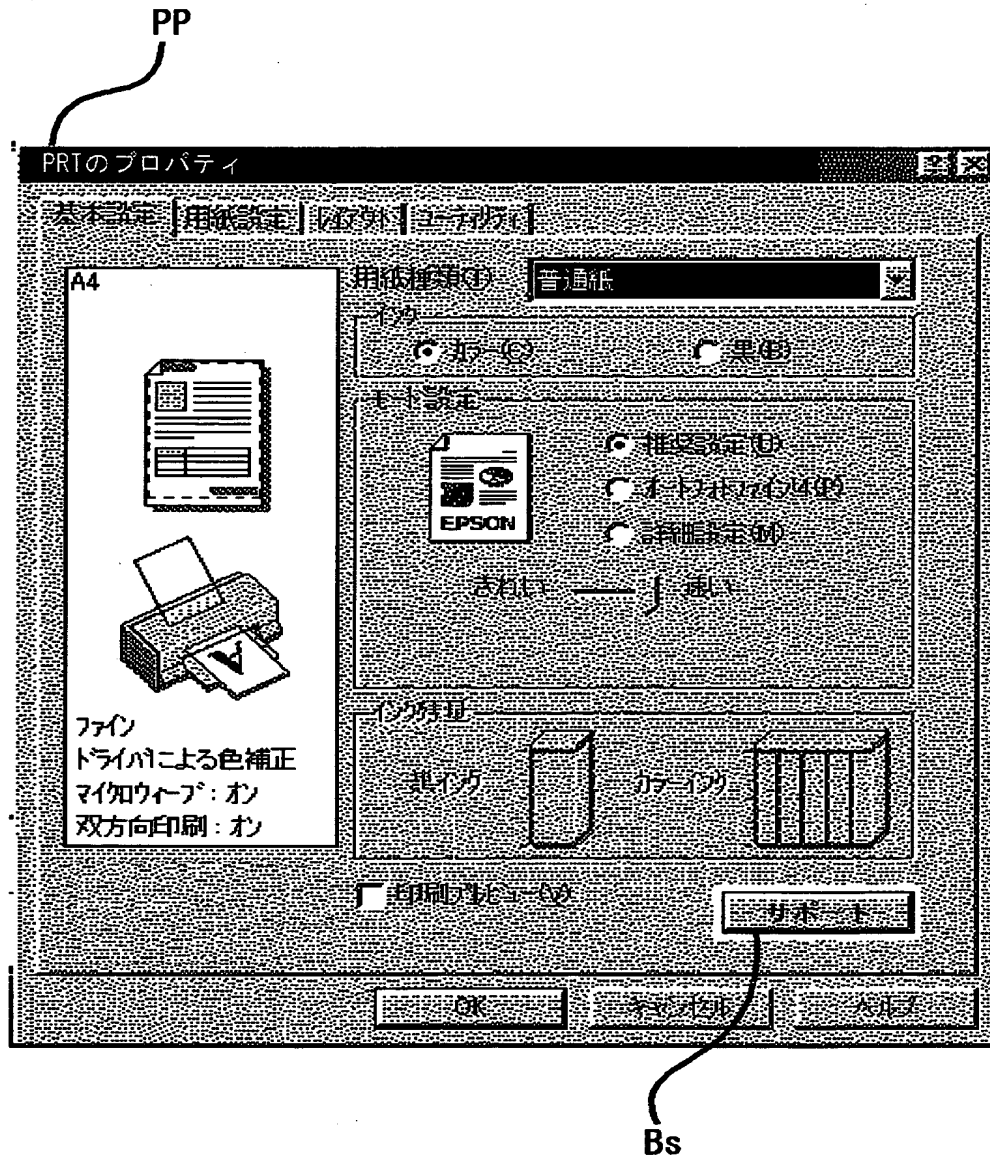 PP
PRTのプロパティ
基本設定 用紙設定 レイアウト ユーティリティ
A4
用紙種類(T) 普通紙
インク
カラー(C) 黒(B)
モード設定
推奨設定(U)
EPSON
オートファイン!4(P)
詳細設定(M)
きれい 速い
インク残量
黒インク カラーインク
ファイン
ドライバによる色補正
マイクロウィーブ : オン
双方向印刷 : オン
印刷プレビュー(V)
サポート
OK キャンセル ヘルプ
Bs